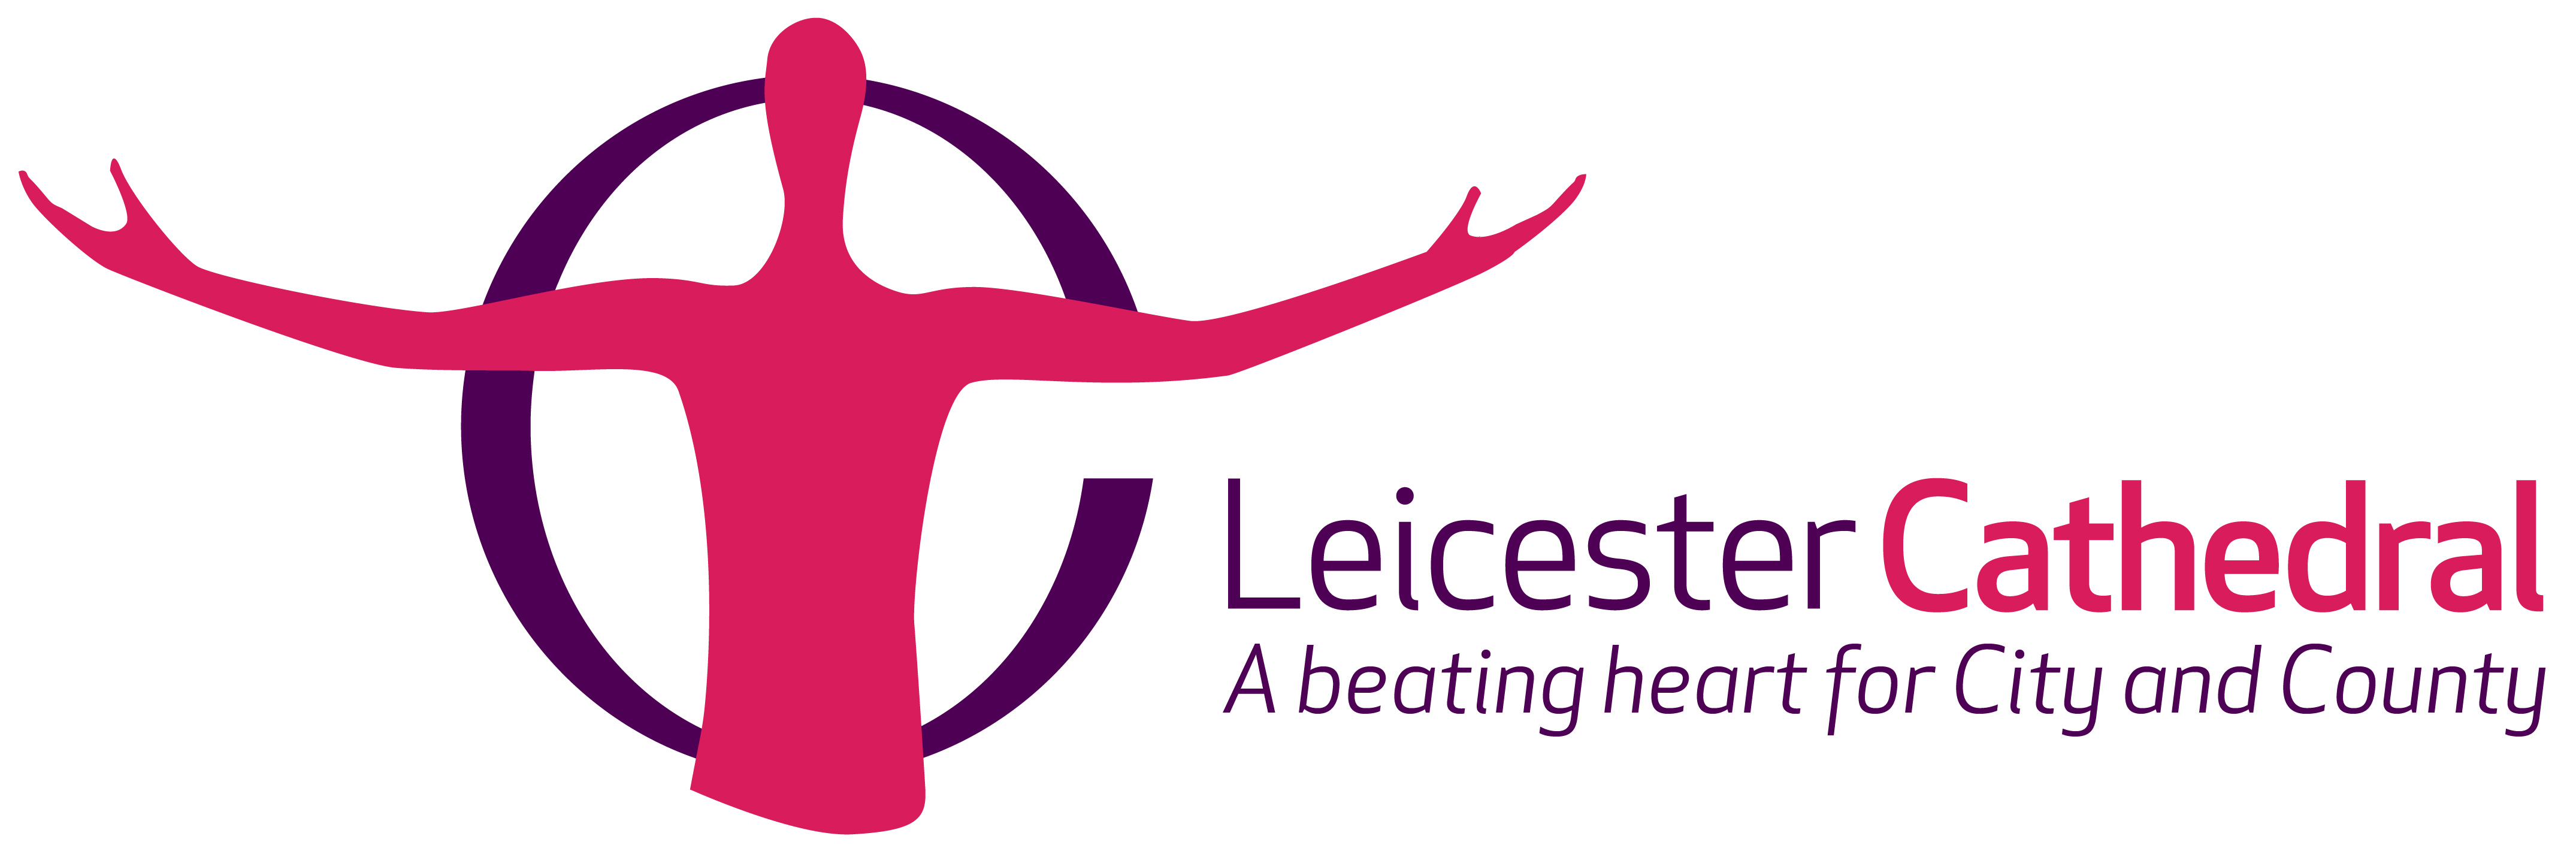 Leicester Cathedral
A beating heart for City and County